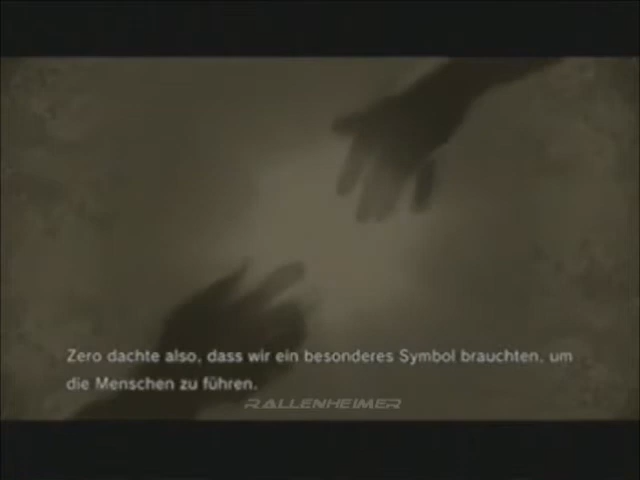 Zero dachte also, dass wir ein besonderes Symbol brauchten, um
die Menschen zu führen.
RALLENHEIMER